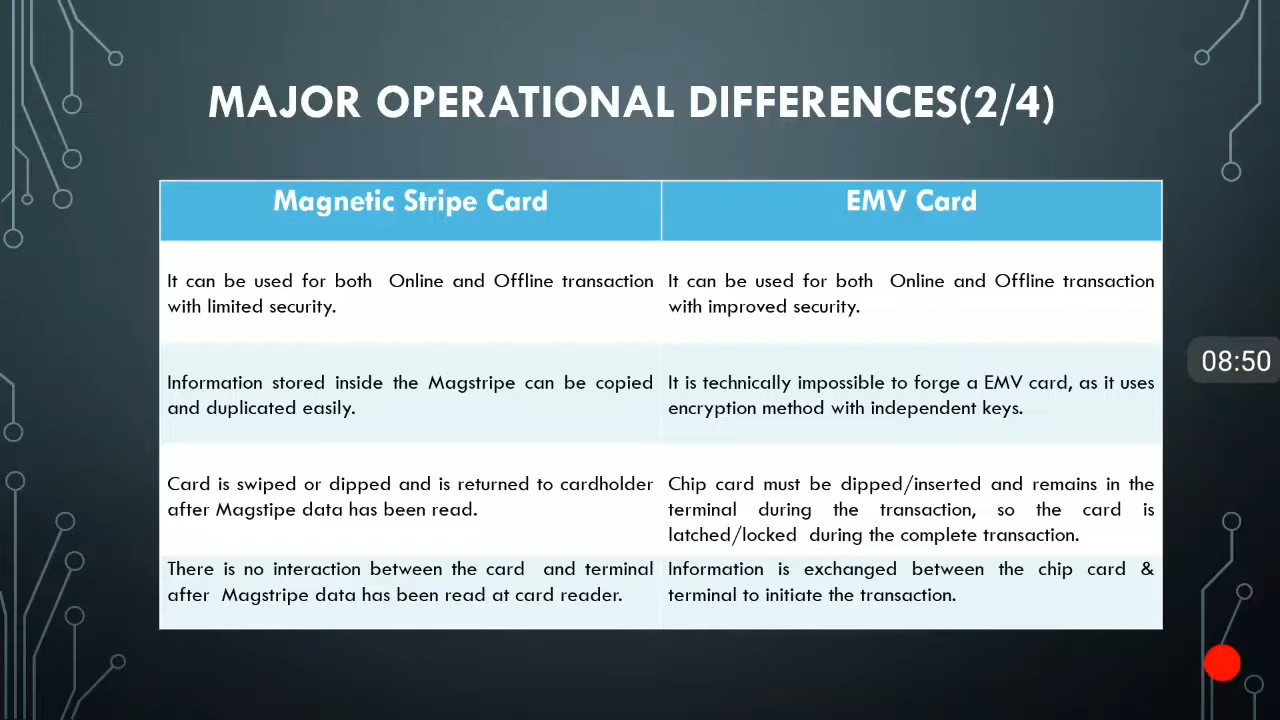 MAJOR OPERATIONAL DIFFERENCES(2/4)
Magnetic Stripe Card
EMV Card
It can be used for both Online and Offline transaction
with limited security.
It can be used for both Online and Offline transaction
with improved security.
Information stored inside the Magstripe can be copied
and duplicated easily.
It is technically impossible to forge a EMV card, as it uses
encryption method with independent keys.
Card is swiped or dipped and is returned to cardholder
after Magstipe data has been read.
Chip card must be dipped/inserted and remains in the
terminal during the transaction, so the card is
latched/locked during the complete transaction.
There is no interaction between the card and terminal
after Magstripe data has been read at card reader.
Information is exchanged between the chip card &
terminal to initiate the transaction.
08:50